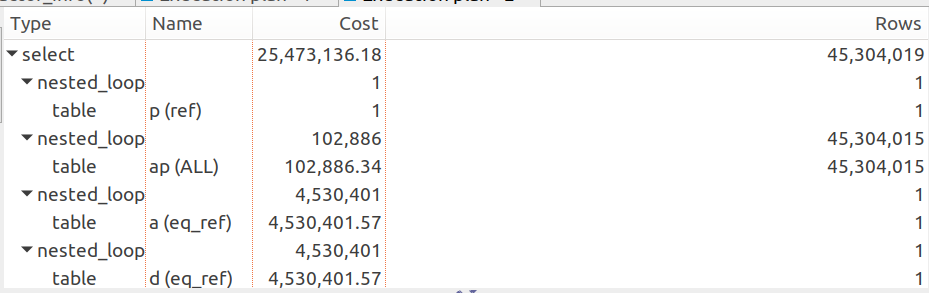 Type Name Cost Rows
select 25,473,136.18 45,304,019
nested_loop 1 1
table p (ref) 1 1
nested_loop 102,886 45,304,015
table ap (ALL) 102,886.34 45,304,015
nested_loop 4,530,401 1
table a (eq_ref) 4,530,401.57 1
nested_loop 4,530,401 1
table d (eq_ref) 4,530,401.57 1